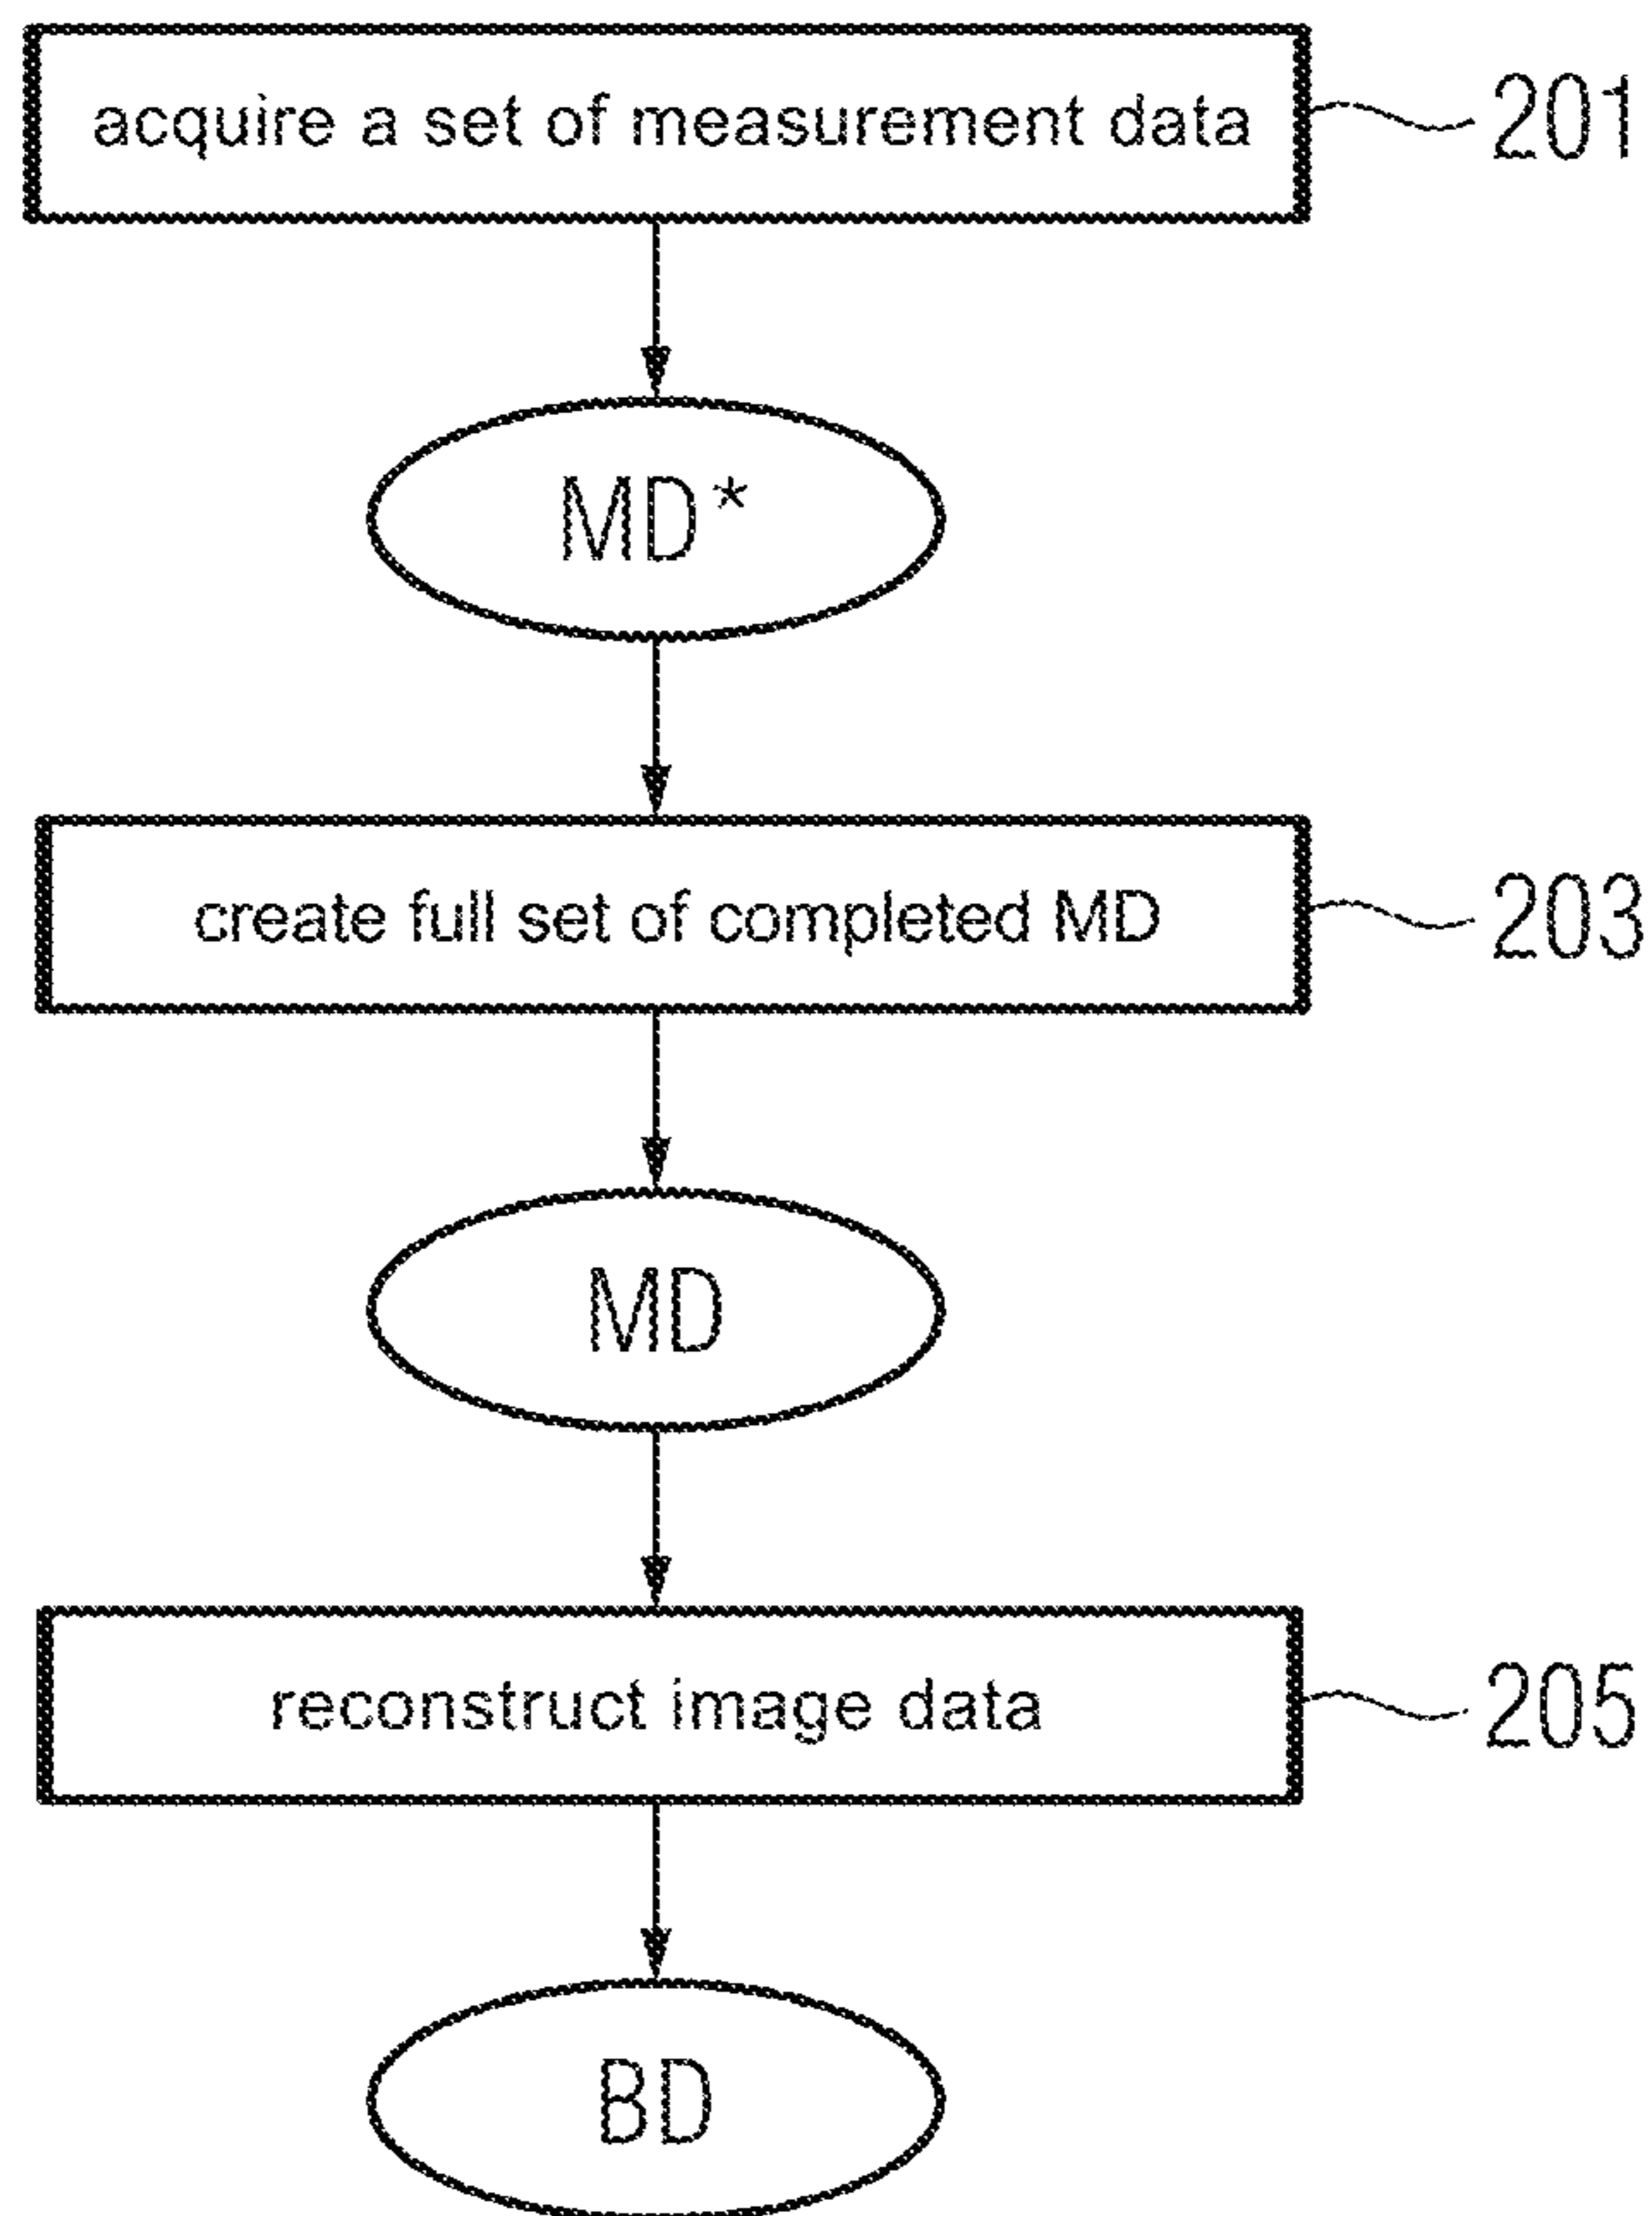 acquire a set of measurement data 201
MD*
create full set of completed MD 203
MD
reconstruct image data 205
BD